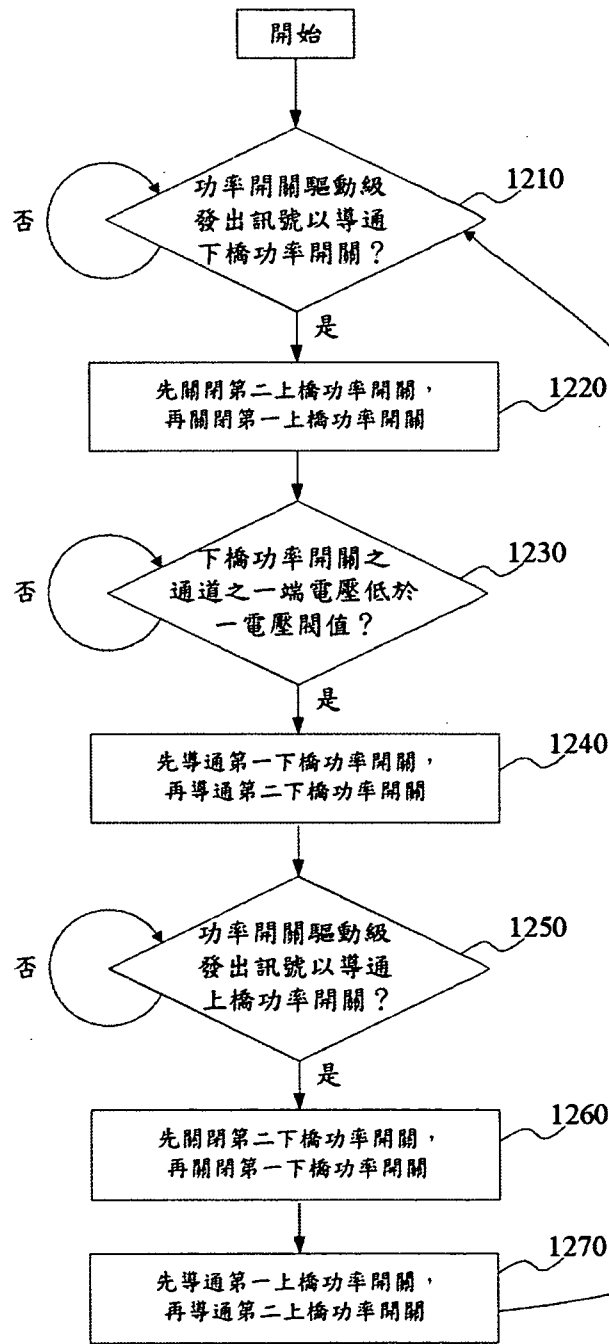 開始
功率開關驅動級
發出訊號以導通
下橋功率開關？
1210
否
是
先關閉第二上橋功率開關，
再關閉第一上橋功率開關
1220
下橋功率開關之
通道之一端電壓低於
一電壓閥值？
1230
否
是
先導通第一下橋功率開關，
再導通第二下橋功率開關
1240
功率開關驅動級
發出訊號以導通
上橋功率開關？
1250
否
是
先關閉第二下橋功率開關，
再關閉第一下橋功率開關
1260
先導通第一上橋功率開關，
再導通第二上橋功率開關
1270